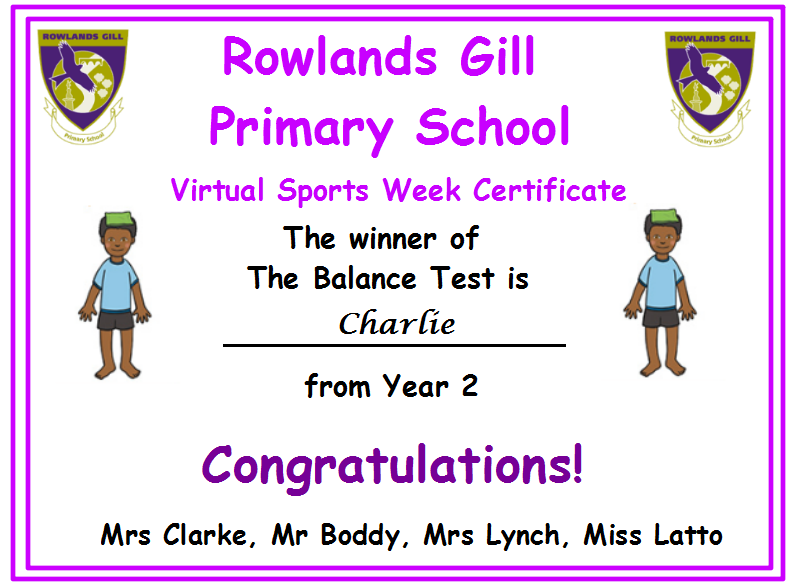 ROWLANDS GILL
Primary School
ROWLANDS GILL
Primary School
Rowlands Gill
Primary School
Virtual Sports Week Certificate
The winner of
The Balance Test is
Charlie
from Year 2
Congratulations!
Mrs Clarke, Mr Boddy, Mrs Lynch, Miss Latto